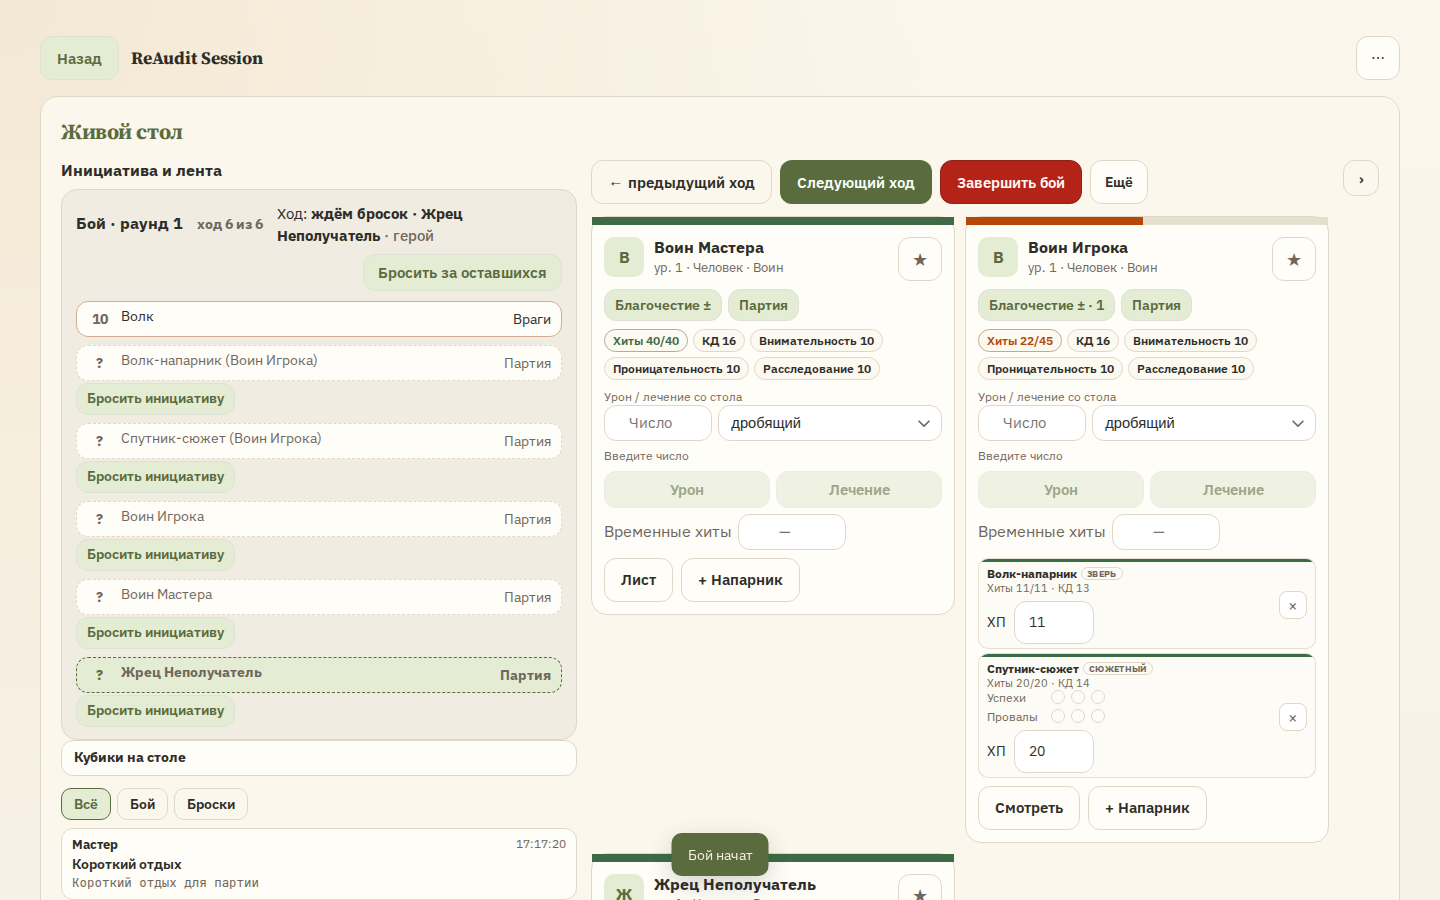 Назад
ReAudit Session
...
Живой стол
Инициатива и лента
Бой · раунд 1
ход 6 из 6
Ход: ждём бросок · Жрец
Неполучатель · герой
Бросить за оставшихся
10 Волк Враги
? Волк-напарник (Воин Игрока) Партия
Бросить инициативу
? Спутник-сюжет (Воин Игрока) Партия
Бросить инициативу
? Воин Игрока Партия
Бросить инициативу
? Воин Мастера Партия
Бросить инициативу
? Жрец Неполучатель Партия
Бросить инициативу
Кубики на столе
Всё Бой Броски
Мастер 17:17:20
Короткий отдых
Короткий отдых для партии
← предыдущий ход
Следующий ход
Завершить бой
Ещё
›
В
Воин Мастера
ур. 1 · Человек · Воин
★
Благочестие ± Партия
Хиты 40/40 КД 16 Внимательность 10
Проницательность 10 Расследование 10
Урон / лечение со стола
Число дробящий
Введите число
Урон Лечение
Временные хиты —
Лист + Напарник
В
Воин Игрока
ур. 1 · Человек · Воин
★
Благочестие ± · 1 Партия
Хиты 22/45 КД 16 Внимательность 10
Проницательность 10 Расследование 10
Урон / лечение со стола
Число дробящий
Введите число
Урон Лечение
Временные хиты —
Волк-напарник ЗВЕРЬ
Хиты 11/11 · КД 13
ХП 11
×
Спутник-сюжет СЮЖЕТНЫЙ
Хиты 20/20 · КД 14
Успехи
Провалы
ХП 20
×
Смотреть + Напарник
Бой начат
Ж
Жрец Неполучатель
★